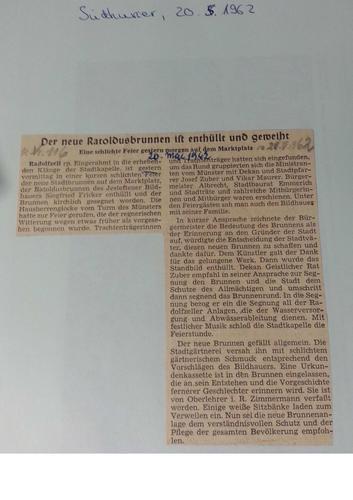 Südkurier, 20.5.1962
Der neue Ratoldusbrunnen ist enthüllt und geweiht
Eine schlichte Feier gestern morgen auf dem Marktplatz
20. Mai 1962
Radolfzell rp. Eingerahmt in die erhebenden
Klänge der Stadtkapelle, ist gestern
vormittag in einer kurzen schlichten Feier
der neue Stadtbrunnen auf dem Marktplatz,
der Ratoldusbrunnen des Jestetter Bildhauers
Siegfried Fricker enthüllt und der
Brunnen kirchlich gesegnet worden. Die
Hausherrenglocke vom Turm des Münsters
hatte zur Feier gerufen, die der regnerischen
Witterung wegen etwas früher als vorgesehen
begonnen wurde. Trachtenträgerinnen
und Trachtenträger hatten sich eingefunden,
um das Rund gruppierten sich die Ministranten
vom Münster mit Dekan und Stadtpfarrer
Josef Zuber und Vikar Maurer, Bürgermeister
Albrecht, Stadtbaurat Ennerich
und Stadträte und zahlreiche Mitbürgerinnen
und Mitbürger waren erschienen. Unter
den Festgästen sah man auch den Bildhauer
mit seiner Familie.
In kurzer Ansprache zeichnete der Bürgermeister
die Bedeutung des Brunnens als
der Erinnerung an den Gründer der Stadt
auf, würdigte die Entscheidung der Stadtväter,
diesen neuen Brunnen zu schaffen und
dankte dafür. Dem Künstler galt der Dank
für das gelungene Werk. Dann wurde das
Standbild enthüllt. Dekan Geistlicher Rat
Zuber empfahl in seiner Ansprache zur Segnung
den Brunnen und die Stadt dem
Schutze des Allmächtigen und umschritt
dann segnend das Brunnenrund. In die Segnung
bezog er ein die Segnung all der Radolfzeller
Anlagen, die der Wasserversorgung
und Abwässerableitung dienen. Mit
festlicher Musik schloß die Stadtkapelle die
Feierstunde.
Der neue Brunnen gefällt allgemein. Die
Stadtgärtnerei versah ihn mit schlichtem
gärtnerischem Schmuck entsprechend den
Vorschlägen des Bildhauers. Eine Urkundenkassette
ist in den Brunnen eingelassen,
die an sein Entstehen und die Vorgeschichte
fernerer Geschlechter erinnern wird. Sie ist
von Oberlehrer i. R. Zimmermann verfaßt
worden. Einige weiße Sitzbänke laden zum
Verweilen ein. Nun sei die neue Brunnenanlage
dem verständnisvollen Schutz und der
Pflege der gesamten Bevölkerung empfohlen.